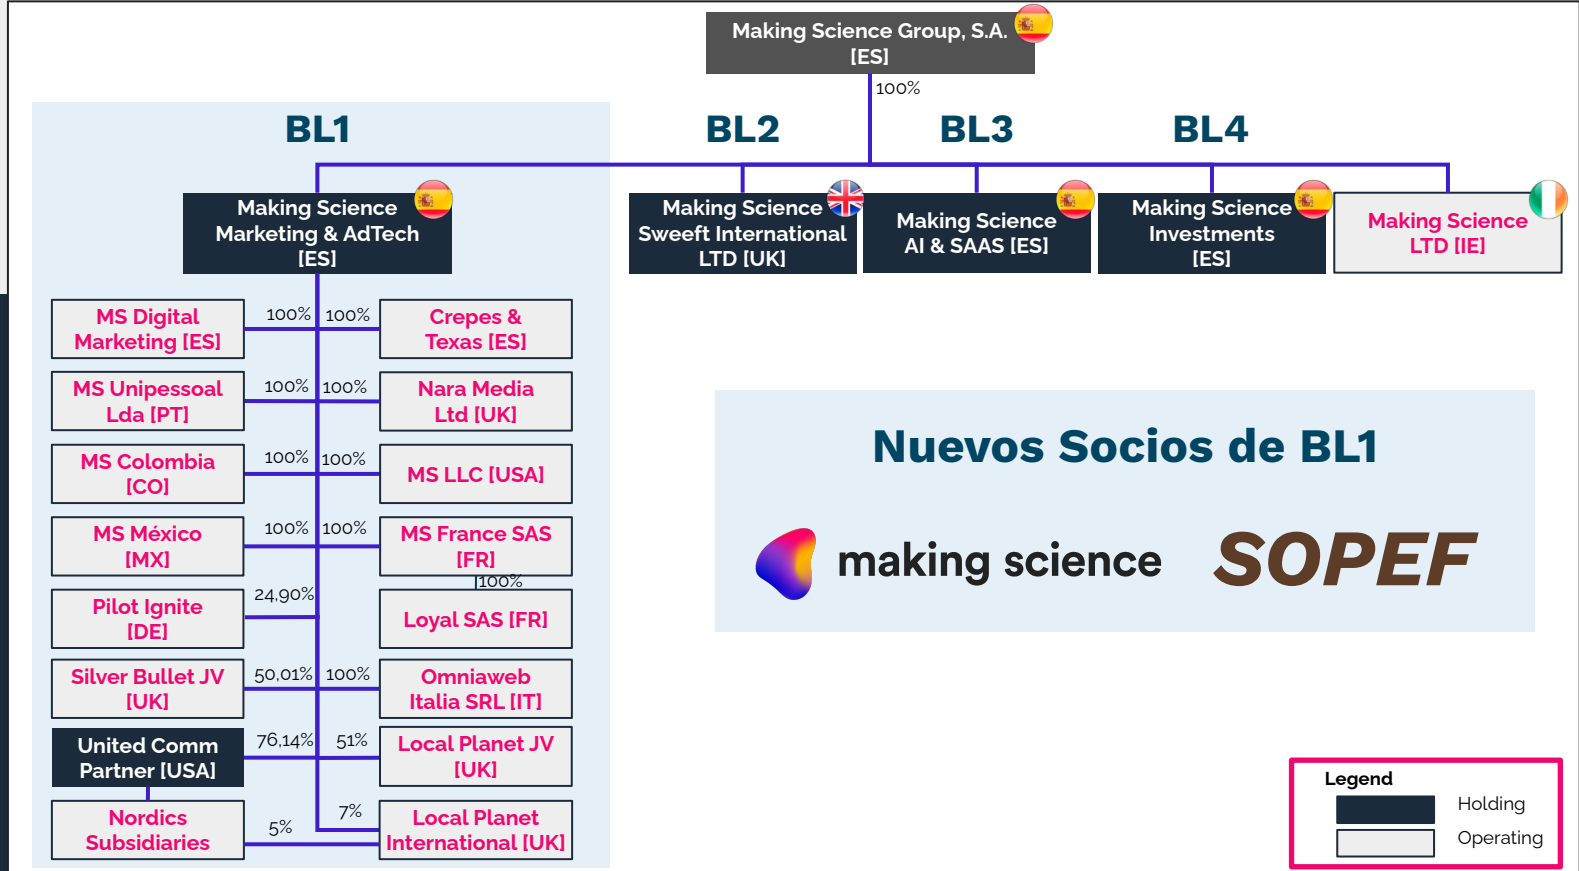 Making Science Group, S.A.
[ES]
100%
BL1
BL2
BL3
BL4
Making Science
Marketing & AdTech
[ES]
Making Science
Sweeft International
LTD [UK]
Making Science
AI & SAAS [ES]
Making Science
Investments
[ES]
Making Science
LTD [IE]
MS Digital
Marketing [ES]
100%
100%
Crepes &
Texas [ES]
MS Unipessoal
Lda [PT]
100%
100%
Nara Media
Ltd [UK]
MS Colombia
[CO]
100%
100%
MS LLC [USA]
MS México
[MX]
100%
100%
MS France SAS
[FR]
100%
Pilot Ignite
[DE]
24,90%
Loyal SAS [FR]
Silver Bullet JV
[UK]
50,01%
100%
Omniaweb
Italia SRL [IT]
United Comm
Partner [USA]
76,14%
51%
Local Planet JV
[UK]
Nordics
Subsidiaries
5%
7%
Local Planet
International [UK]
Nuevos Socios de BL1
making science
SOPEF
Legend
Holding
Operating